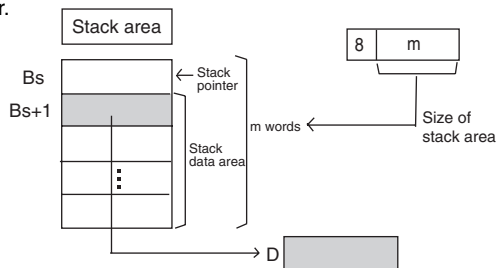 r.
Stack area
8 m
Bs
Stack pointer
Bs+1
Size of stack area
m words
Stack data area
D